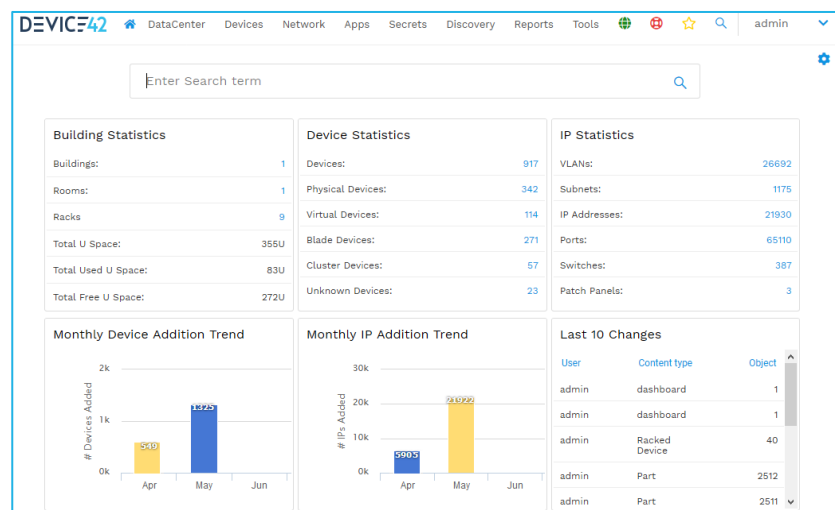 DEVICE42 DataCenter Devices Network Apps Secrets Discovery Reports Tools admin
Enter Search term
Building Statistics
Buildings: 1
Rooms: 1
Racks 9
Total U Space: 355U
Total Used U Space: 83U
Total Free U Space: 272U
Device Statistics
Devices: 917
Physical Devices: 342
Virtual Devices: 114
Blade Devices: 271
Cluster Devices: 57
Unknown Devices: 23
IP Statistics
VLANs: 26692
Subnets: 1175
IP Addresses: 21930
Ports: 65110
Switches: 387
Patch Panels: 3
Monthly Device Addition Trend
# Devices Added
2k
1k
0k
549
1325
Apr May Jun
Monthly IP Addition Trend
# IPs Added
30k
20k
10k
0k
5905
21922
Apr May Jun
Last 10 Changes
User Content type Object
admin dashboard 1
admin dashboard 1
admin Racked Device 40
admin Part 2512
admin Part 2511